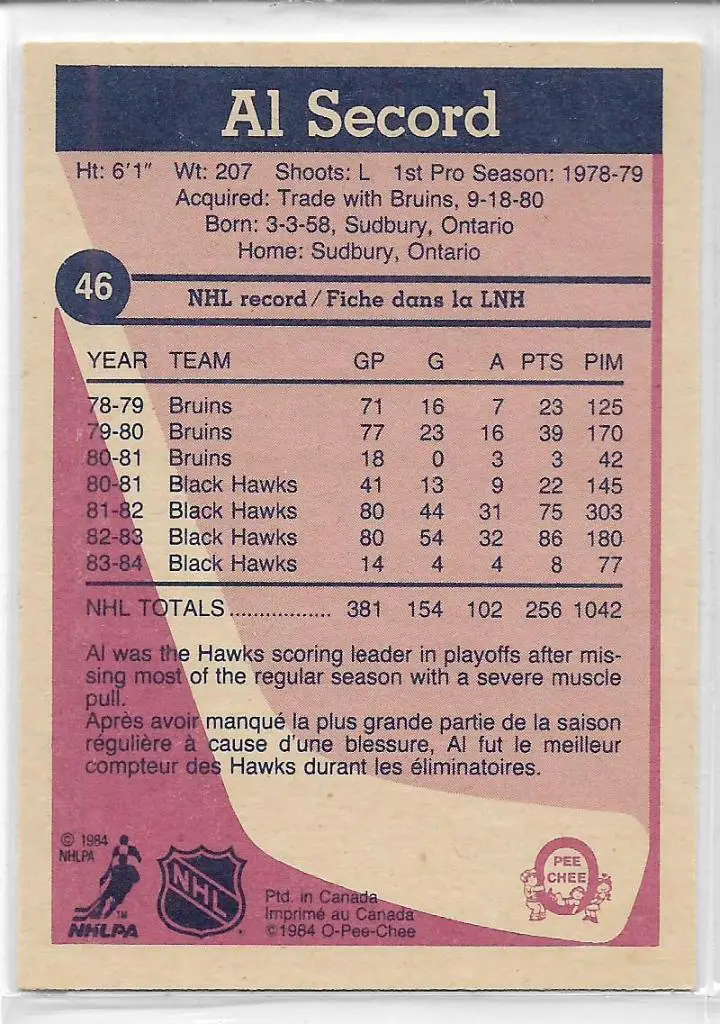 Al Secord
Ht: 6'1" Wt: 207 Shoots: L 1st Pro Season: 1978-79
Acquired: Trade with Bruins, 9-18-80
Born: 3-3-58, Sudbury, Ontario
Home: Sudbury, Ontario
46
NHL record/Fiche dans la LNH
YEAR TEAM GP G A PTS PIM
78-79 Bruins 71 16 7 23 125
79-80 Bruins 77 23 16 39 170
80-81 Bruins 18 0 3 3 42
80-81 Black Hawks 41 13 9 22 145
81-82 Black Hawks 80 44 31 75 303
82-83 Black Hawks 80 54 32 86 180
83-84 Black Hawks 14 4 4 8 77
NHL TOTALS................. 381 154 102 256 1042
Al was the Hawks scoring leader in playoffs after mis-
sing most of the regular season with a severe muscle
pull.
Après avoir manqué la plus grande partie de la saison
régulière à cause d'une blessure, Al fut le meilleur
compteur des Hawks durant les éliminatoires.
© 1984
NHLPA
TM
NHLPA
NHL
Ptd. in Canada
Imprimé au Canada
©1984 O-Pee-Chee
PEE
CHEE